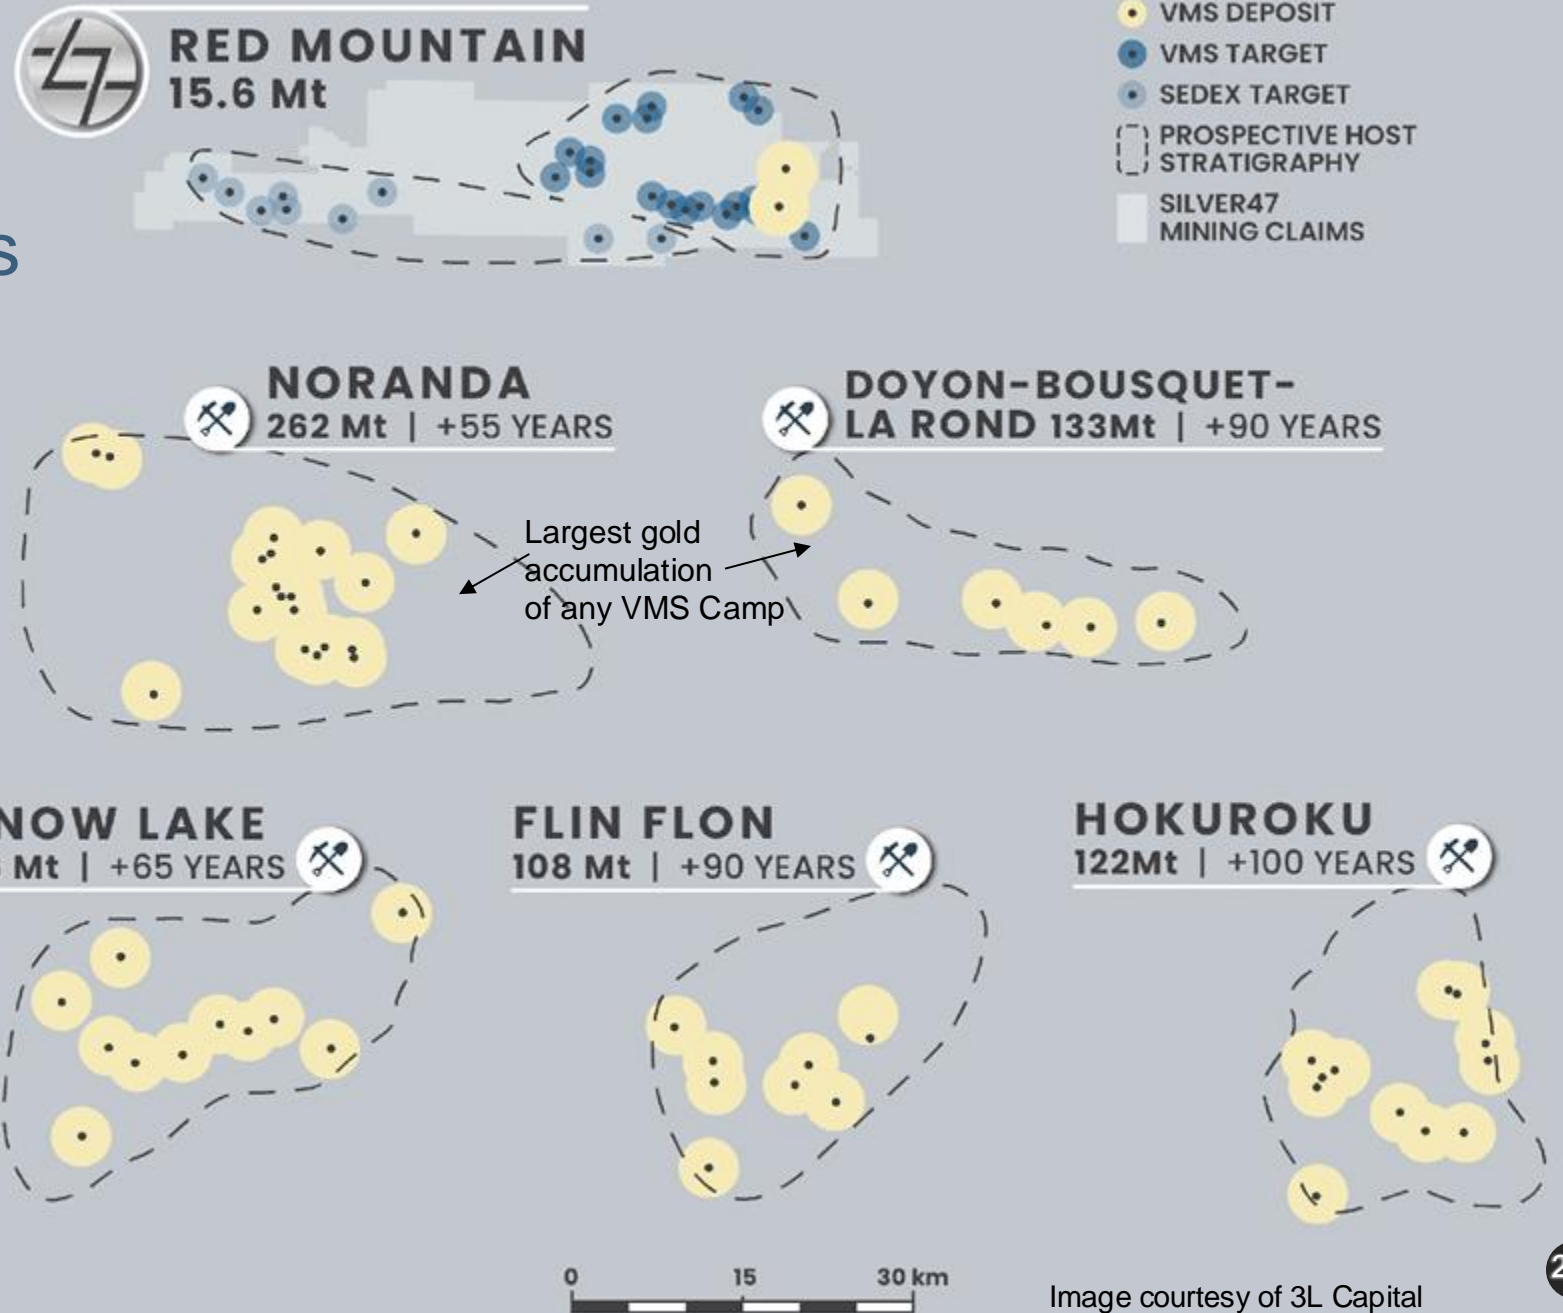 RED MOUNTAIN
15.6 Mt
VMS DEPOSIT
VMS TARGET
SEDEX TARGET
PROSPECTIVE HOST
STRATIGRAPHY
SILVER47
MINING CLAIMS
S
NORANDA
262 Mt | +55 YEARS
DOYON-BOUSQUET-
LA ROND 133Mt | +90 YEARS
Largest gold
accumulation
of any VMS Camp
NOW LAKE
Mt | +65 YEARS
FLIN FLON
108 Mt | +90 YEARS
HOKUROKU
122Mt | +100 YEARS
0 15 30 km
Image courtesy of 3L Capital
2